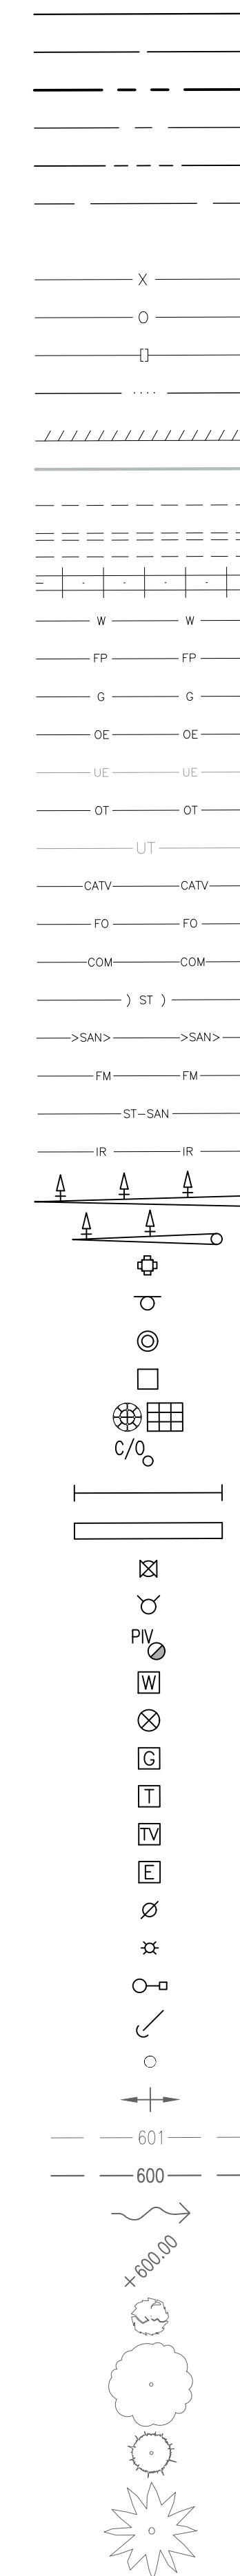 X
O
[]
W W
FP FP
G G
OE OE
UE UE
OT OT
UT
CATV CATV
FO FO
COM COM
) ST )
>SAN> >SAN>
FM FM
ST-SAN
IR IR
C/O
PIV
W
G
T
TV
E
601
600
+600.00